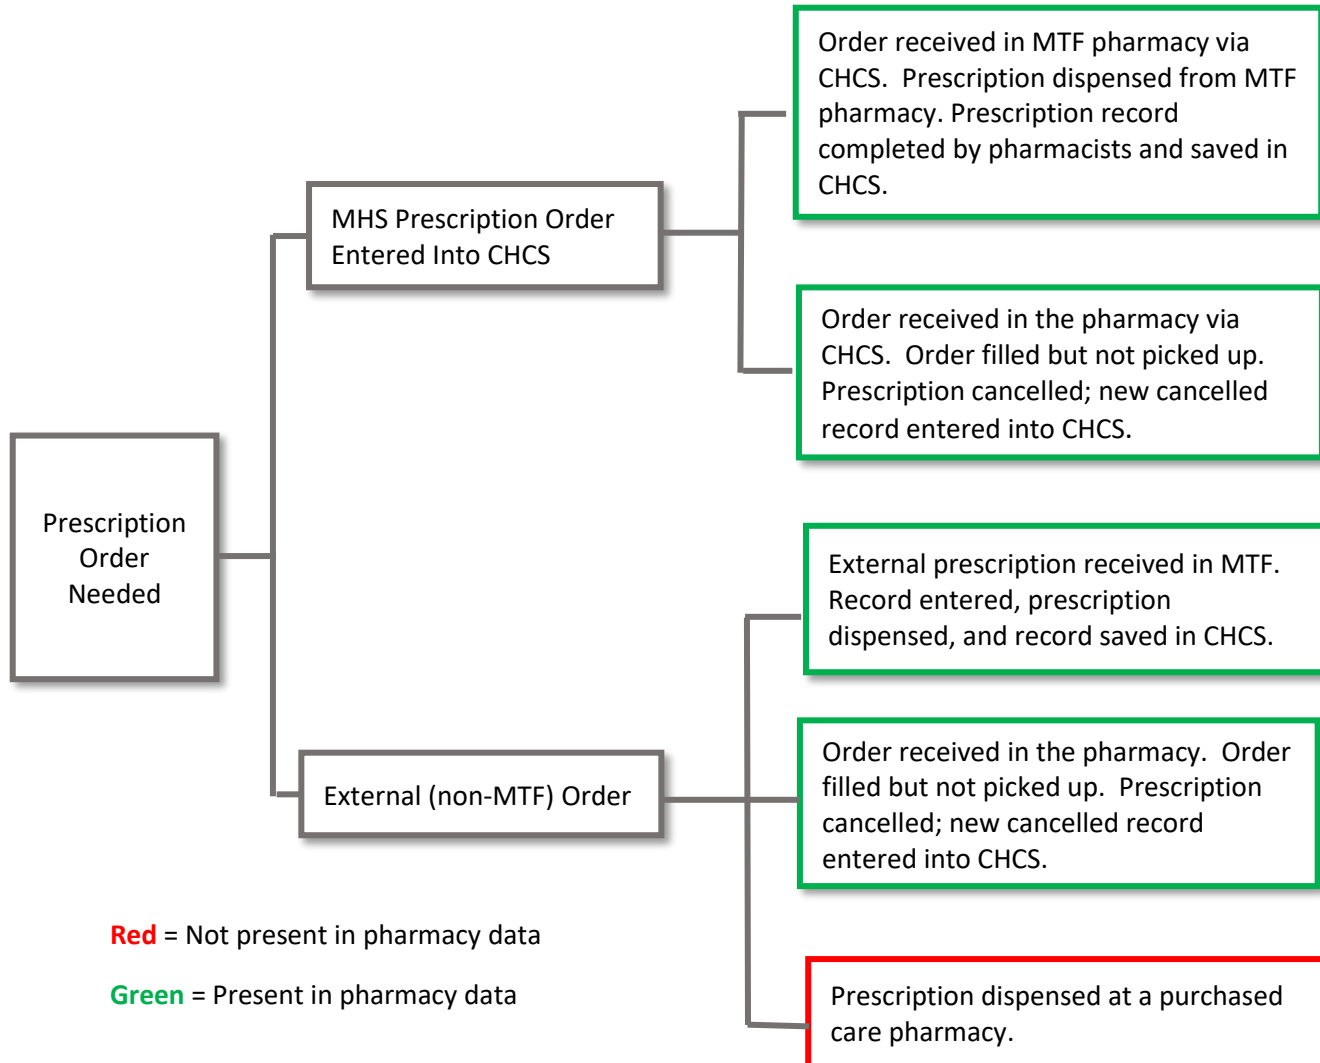 Order received in MTF pharmacy via
CHCS.  Prescription dispensed from MTF
pharmacy. Prescription record
completed by pharmacists and saved in
CHCS.
MHS Prescription Order
Entered Into CHCS
Order received in the pharmacy via
CHCS.  Order filled but not picked up.
Prescription cancelled; new cancelled
record entered into CHCS.
Prescription
Order
Needed
External prescription received in MTF.
Record entered, prescription
dispensed, and record saved in CHCS.
External (non-MTF) Order
Order received in the pharmacy.  Order
filled but not picked up.  Prescription
cancelled; new cancelled record
entered into CHCS.
Red = Not present in pharmacy data
Green = Present in pharmacy data
Prescription dispensed at a purchased
care pharmacy.